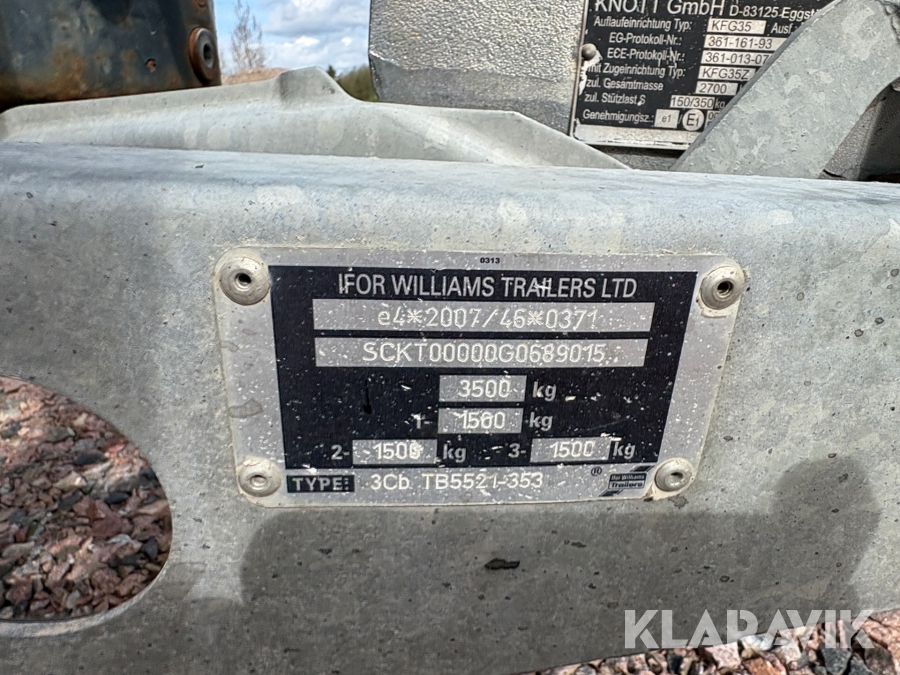 KNOTT GmbH D-83125 Eggst
Auflaufeinrichtung Typ: KFG35 Ausf.
EG-Protokoll-Nr.: 361-161-93
ECE-Protokoll-Nr.: 361-013-07
mit Zugeinrichtung Typ: KFG35Z
zul. Gesamtmasse 2700
zul. Stützlast S 150/350 kg
Genehmigungsz.: e1 / E1
0313
IFOR WILLIAMS TRAILERS LTD
e4*2007/46*0371
SCKT00000G0689015
3500 kg
1- 1500 kg
2- 1500 kg 3- 1500 kg
TYPE: 3Cb TB5521-353 ® Ifor Williams
Trailers
KLARAVIK